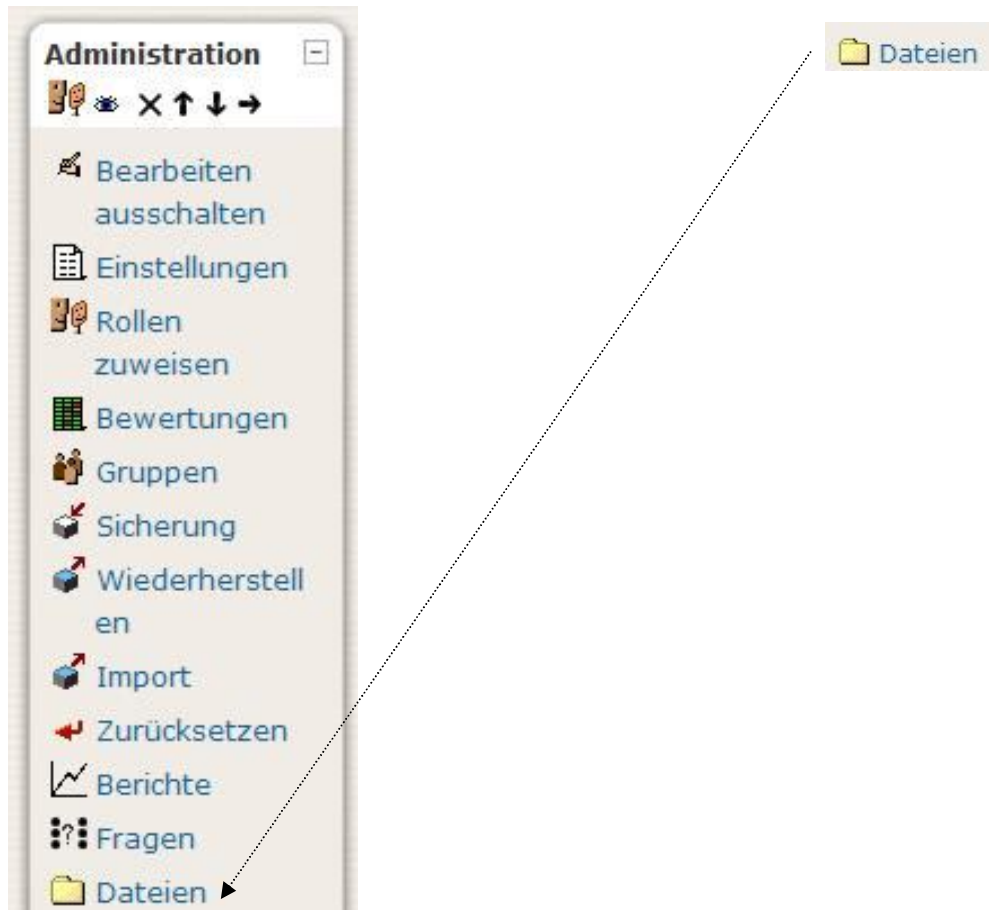 Administration
Bearbeiten
ausschalten
Einstellungen
Rollen
zuweisen
Bewertungen
Gruppen
Sicherung
Wiederherstell
en
Import
Zurücksetzen
Berichte
Fragen
Dateien
Dateien